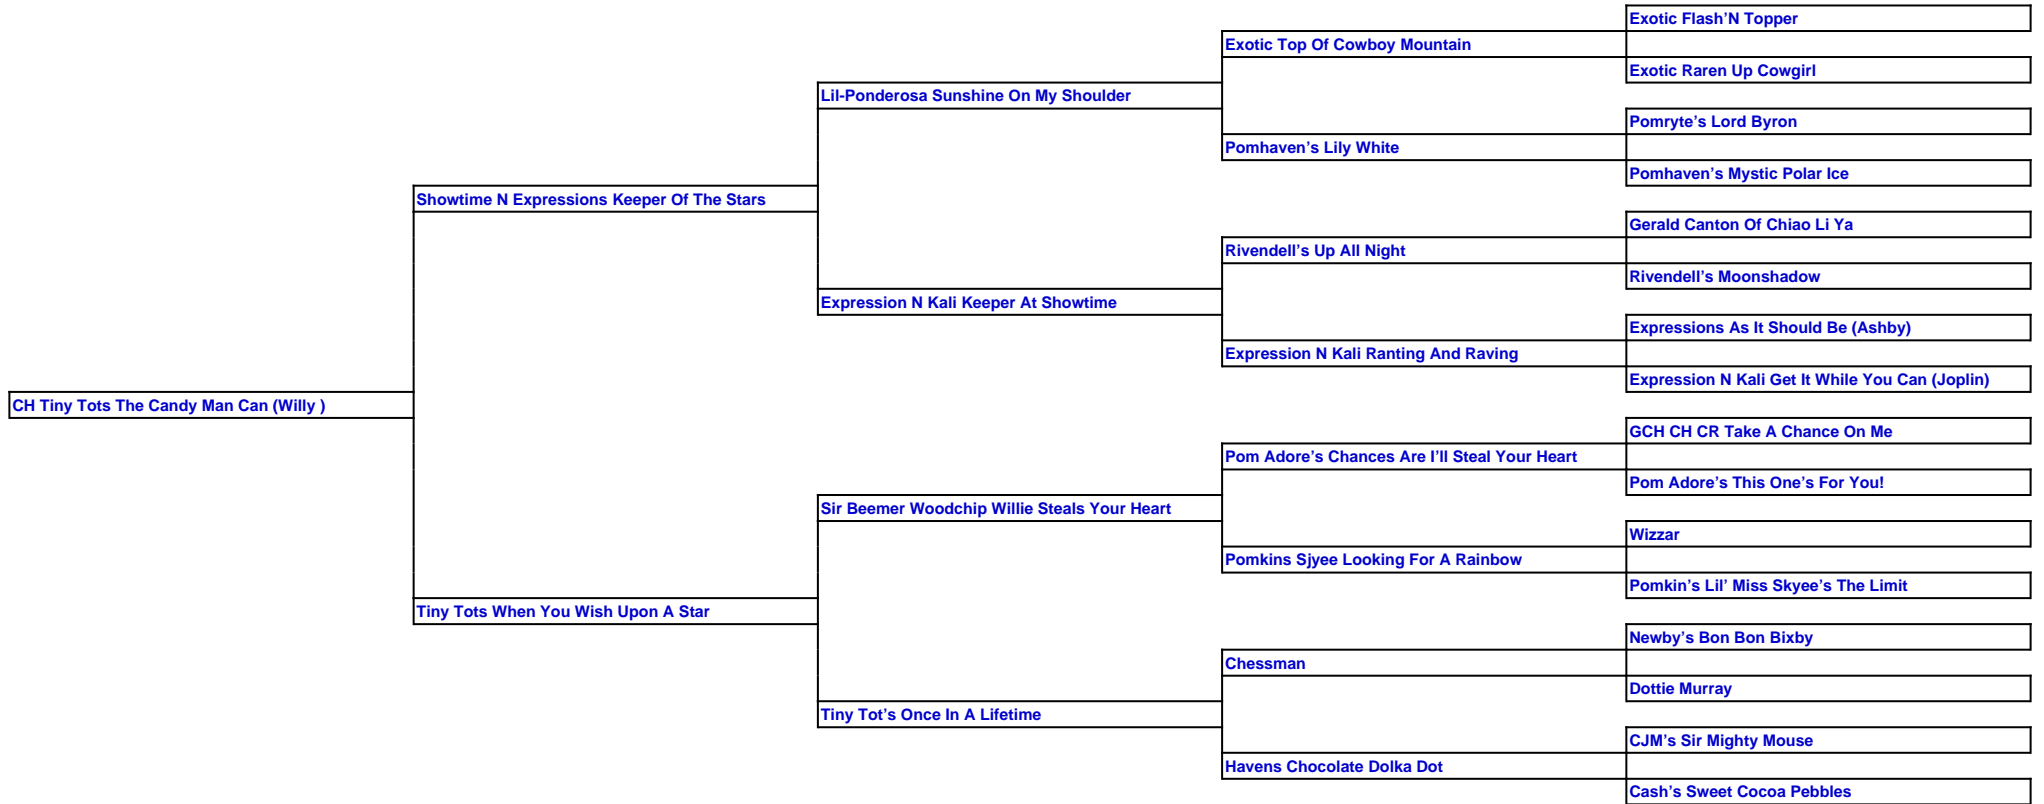 Exotic Flash’N Topper
Exotic Top Of Cowboy Mountain
Exotic Raren Up Cowgirl
Lil-Ponderosa Sunshine On My Shoulder
Pomryte’s Lord Byron
Pomhaven’s Lily White
Pomhaven’s Mystic Polar Ice
Showtime N Expressions Keeper Of The Stars
Gerald Canton Of Chiao Li Ya
Rivendell’s Up All Night
Rivendell’s Moonshadow
Expression N Kali Keeper At Showtime
Expressions As It Should Be (Ashby)
Expression N Kali Ranting And Raving
Expression N Kali Get It While You Can (Joplin)
CH Tiny Tots The Candy Man Can (Willy )
GCH CH CR Take A Chance On Me
Pom Adore’s Chances Are I’ll Steal Your Heart
Pom Adore’s This One’s For You!
Sir Beemer Woodchip Willie Steals Your Heart
Wizzar
Pomkins Sjyee Looking For A Rainbow
Pomkin’s Lil’ Miss Skyee’s The Limit
Tiny Tots When You Wish Upon A Star
Newby’s Bon Bon Bixby
Chessman
Dottie Murray
Tiny Tot’s Once In A Lifetime
CJM’s Sir Mighty Mouse
Havens Chocolate Dolka Dot
Cash’s Sweet Cocoa Pebbles